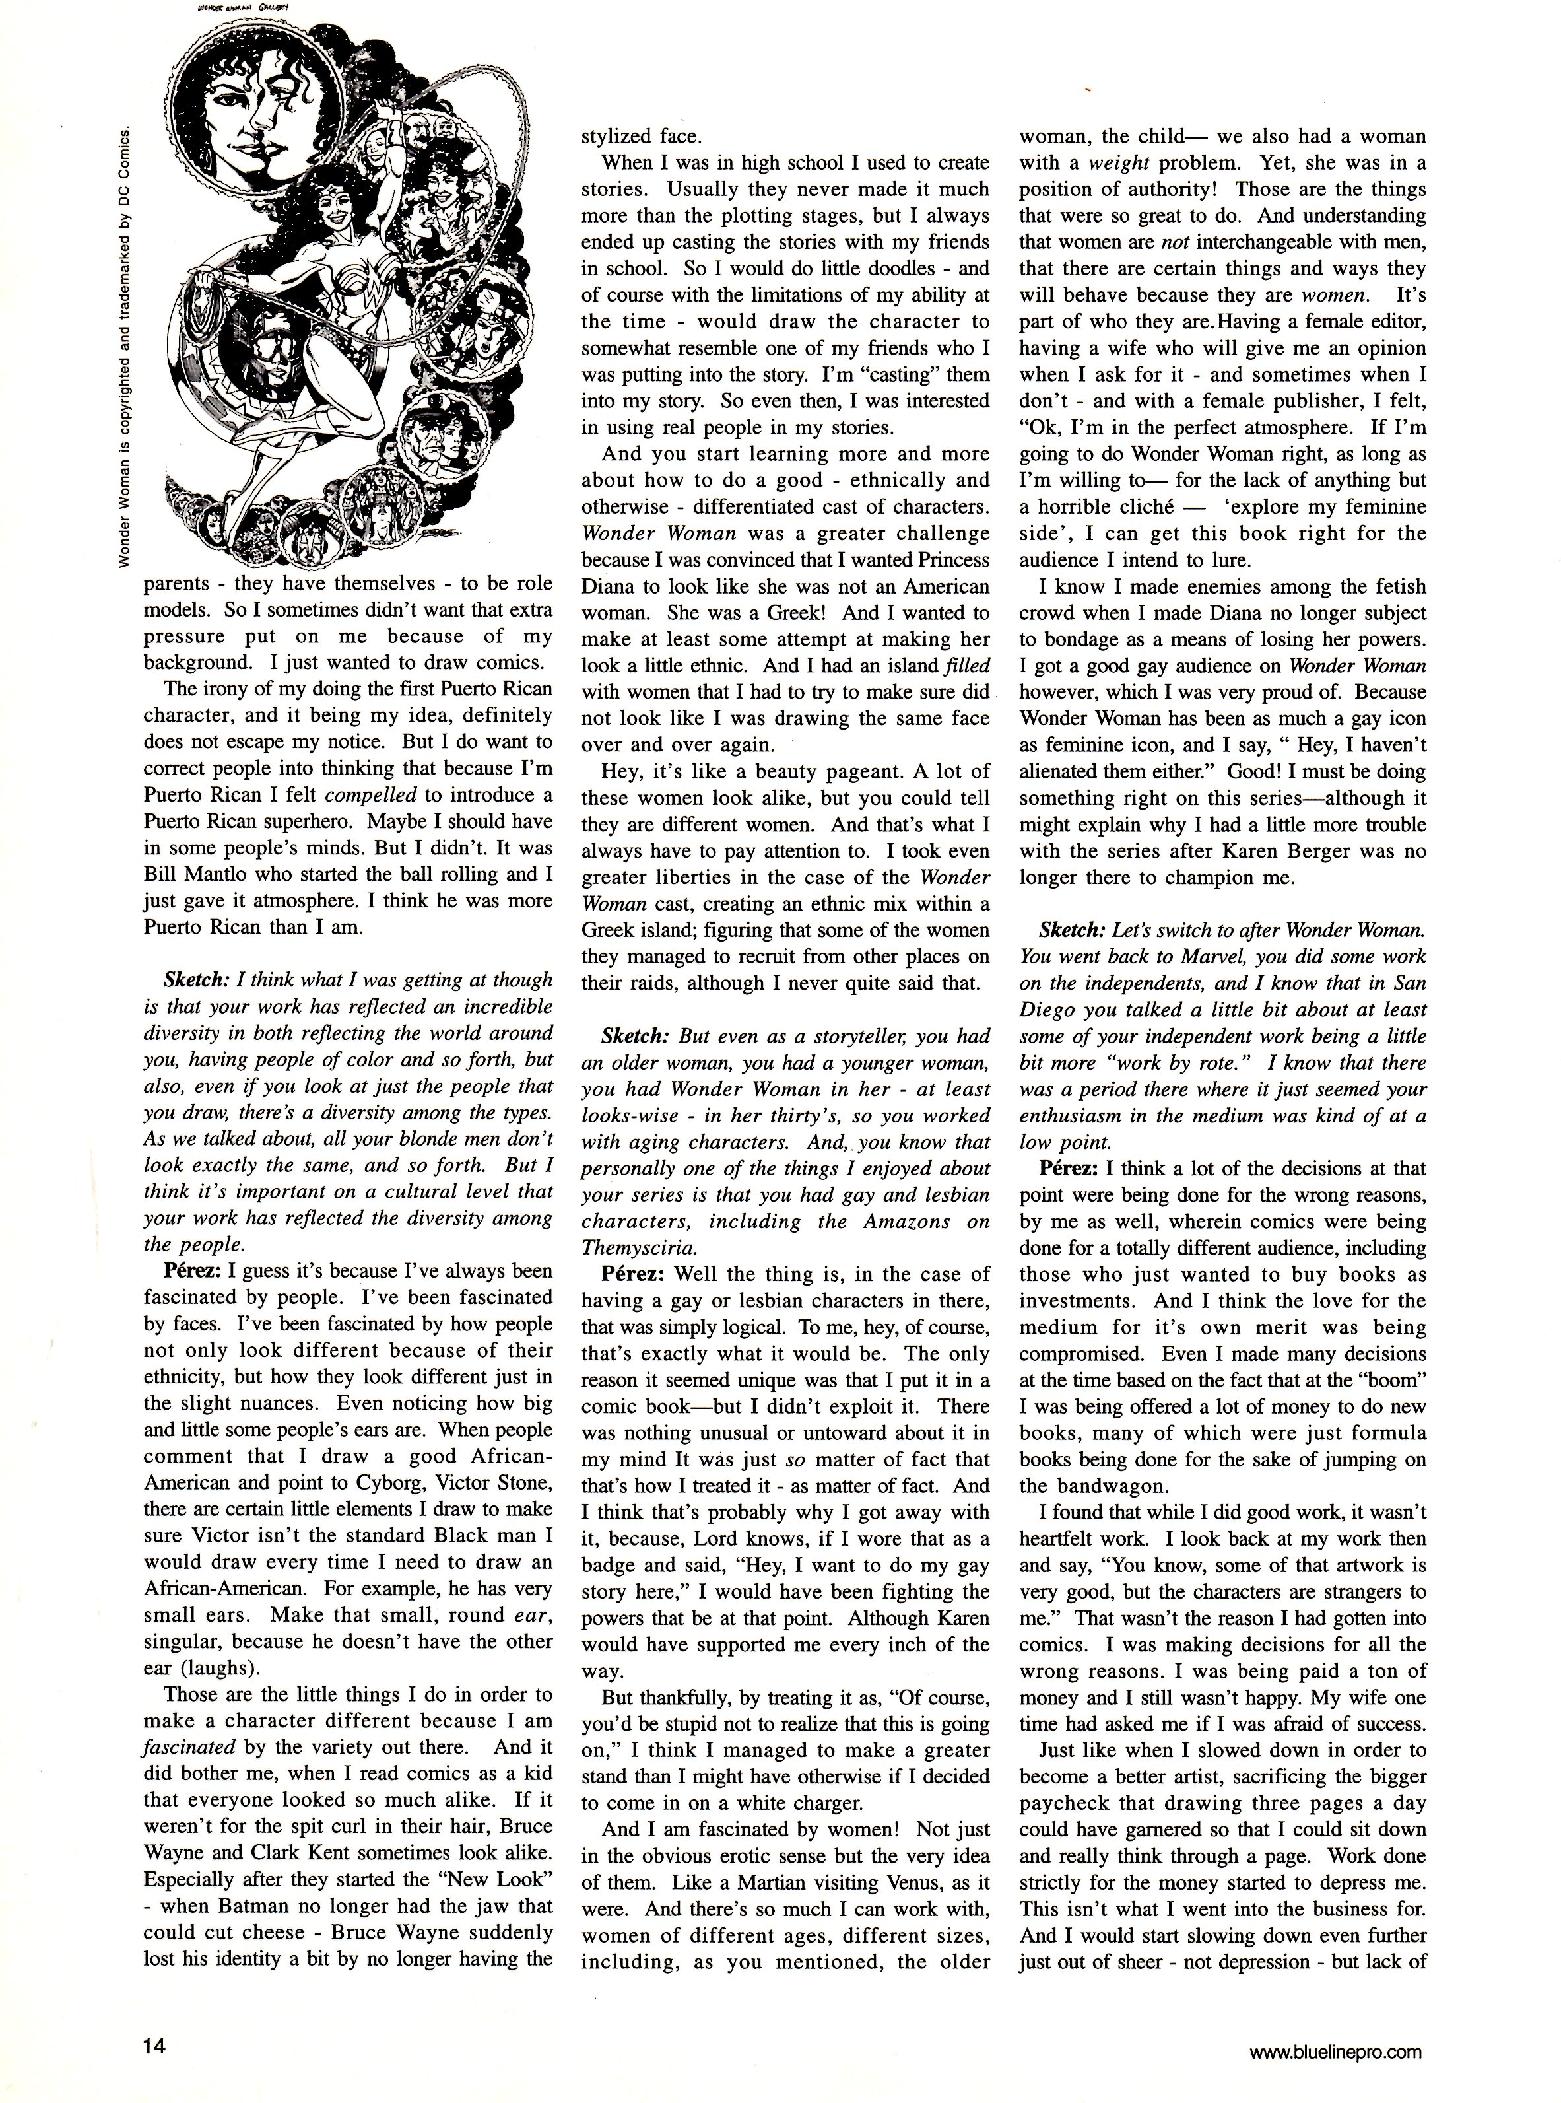 WONDER WOMAN GALLERY
Wonder Woman is copyrighted and trademarked by DC Comics.
parents - they have themselves - to be role
models. So I sometimes didn't want that extra
pressure put on me because of my
background. I just wanted to draw comics.
The irony of my doing the first Puerto Rican
character, and it being my idea, definitely
does not escape my notice. But I do want to
correct people into thinking that because I'm
Puerto Rican I felt compelled to introduce a
Puerto Rican superhero. Maybe I should have
in some people's minds. But I didn't. It was
Bill Mantlo who started the ball rolling and I
just gave it atmosphere. I think he was more
Puerto Rican than I am.
Sketch: I think what I was getting at though
is that your work has reflected an incredible
diversity in both reflecting the world around
you, having people of color and so forth, but
also, even if you look at just the people that
you draw, there's a diversity among the types.
As we talked about, all your blonde men don't
look exactly the same, and so forth. But I
think it's important on a cultural level that
your work has reflected the diversity among
the people.
Pérez: I guess it's because I've always been
fascinated by people. I've been fascinated
by faces. I've been fascinated by how people
not only look different because of their
ethnicity, but how they look different just in
the slight nuances. Even noticing how big
and little some people's ears are. When people
comment that I draw a good African-
American and point to Cyborg, Victor Stone,
there are certain little elements I draw to make
sure Victor isn't the standard Black man I
would draw every time I need to draw an
African-American. For example, he has very
small ears. Make that small, round ear,
singular, because he doesn't have the other
ear (laughs).
Those are the little things I do in order to
make a character different because I am
fascinated by the variety out there. And it
did bother me, when I read comics as a kid
that everyone looked so much alike. If it
weren't for the spit curl in their hair, Bruce
Wayne and Clark Kent sometimes look alike.
Especially after they started the "New Look"
- when Batman no longer had the jaw that
could cut cheese - Bruce Wayne suddenly
lost his identity a bit by no longer having the
stylized face.
When I was in high school I used to create
stories. Usually they never made it much
more than the plotting stages, but I always
ended up casting the stories with my friends
in school. So I would do little doodles - and
of course with the limitations of my ability at
the time - would draw the character to
somewhat resemble one of my friends who I
was putting into the story. I'm "casting" them
into my story. So even then, I was interested
in using real people in my stories.
And you start learning more and more
about how to do a good - ethnically and
otherwise - differentiated cast of characters.
Wonder Woman was a greater challenge
because I was convinced that I wanted Princess
Diana to look like she was not an American
woman. She was a Greek! And I wanted to
make at least some attempt at making her
look a little ethnic. And I had an island filled
with women that I had to try to make sure did
not look like I was drawing the same face
over and over again.
Hey, it's like a beauty pageant. A lot of
these women look alike, but you could tell
they are different women. And that's what I
always have to pay attention to. I took even
greater liberties in the case of the Wonder
Woman cast, creating an ethnic mix within a
Greek island; figuring that some of the women
they managed to recruit from other places on
their raids, although I never quite said that.
Sketch: But even as a storyteller, you had
an older woman, you had a younger woman,
you had Wonder Woman in her - at least
looks-wise - in her thirty's, so you worked
with aging characters. And, you know that
personally one of the things I enjoyed about
your series is that you had gay and lesbian
characters, including the Amazons on
Themysciria.
Pérez: Well the thing is, in the case of
having a gay or lesbian characters in there,
that was simply logical. To me, hey, of course,
that's exactly what it would be. The only
reason it seemed unique was that I put it in a
comic book—but I didn't exploit it. There
was nothing unusual or untoward about it in
my mind It was just so matter of fact that
that's how I treated it - as matter of fact. And
I think that's probably why I got away with
it, because, Lord knows, if I wore that as a
badge and said, "Hey, I want to do my gay
story here," I would have been fighting the
powers that be at that point. Although Karen
would have supported me every inch of the
way.
But thankfully, by treating it as, "Of course,
you'd be stupid not to realize that this is going
on," I think I managed to make a greater
stand than I might have otherwise if I decided
to come in on a white charger.
And I am fascinated by women! Not just
in the obvious erotic sense but the very idea
of them. Like a Martian visiting Venus, as it
were. And there's so much I can work with,
women of different ages, different sizes,
including, as you mentioned, the older
woman, the child— we also had a woman
with a weight problem. Yet, she was in a
position of authority! Those are the things
that were so great to do. And understanding
that women are not interchangeable with men,
that there are certain things and ways they
will behave because they are women. It's
part of who they are.Having a female editor,
having a wife who will give me an opinion
when I ask for it - and sometimes when I
don't - and with a female publisher, I felt,
"Ok, I'm in the perfect atmosphere. If I'm
going to do Wonder Woman right, as long as
I'm willing to— for the lack of anything but
a horrible cliché — 'explore my feminine
side', I can get this book right for the
audience I intend to lure.
I know I made enemies among the fetish
crowd when I made Diana no longer subject
to bondage as a means of losing her powers.
I got a good gay audience on Wonder Woman
however, which I was very proud of. Because
Wonder Woman has been as much a gay icon
as feminine icon, and I say, " Hey, I haven't
alienated them either." Good! I must be doing
something right on this series—although it
might explain why I had a little more trouble
with the series after Karen Berger was no
longer there to champion me.
Sketch: Let's switch to after Wonder Woman.
You went back to Marvel, you did some work
on the independents, and I know that in San
Diego you talked a little bit about at least
some of your independent work being a little
bit more "work by rote." I know that there
was a period there where it just seemed your
enthusiasm in the medium was kind of at a
low point.
Pérez: I think a lot of the decisions at that
point were being done for the wrong reasons,
by me as well, wherein comics were being
done for a totally different audience, including
those who just wanted to buy books as
investments. And I think the love for the
medium for it's own merit was being
compromised. Even I made many decisions
at the time based on the fact that at the "boom"
I was being offered a lot of money to do new
books, many of which were just formula
books being done for the sake of jumping on
the bandwagon.
I found that while I did good work, it wasn't
heartfelt work. I look back at my work then
and say, "You know, some of that artwork is
very good, but the characters are strangers to
me." That wasn't the reason I had gotten into
comics. I was making decisions for all the
wrong reasons. I was being paid a ton of
money and I still wasn't happy. My wife one
time had asked me if I was afraid of success.
Just like when I slowed down in order to
become a better artist, sacrificing the bigger
paycheck that drawing three pages a day
could have garnered so that I could sit down
and really think through a page. Work done
strictly for the money started to depress me.
This isn't what I went into the business for.
And I would start slowing down even further
just out of sheer - not depression - but lack of
14
www.bluelinepro.com